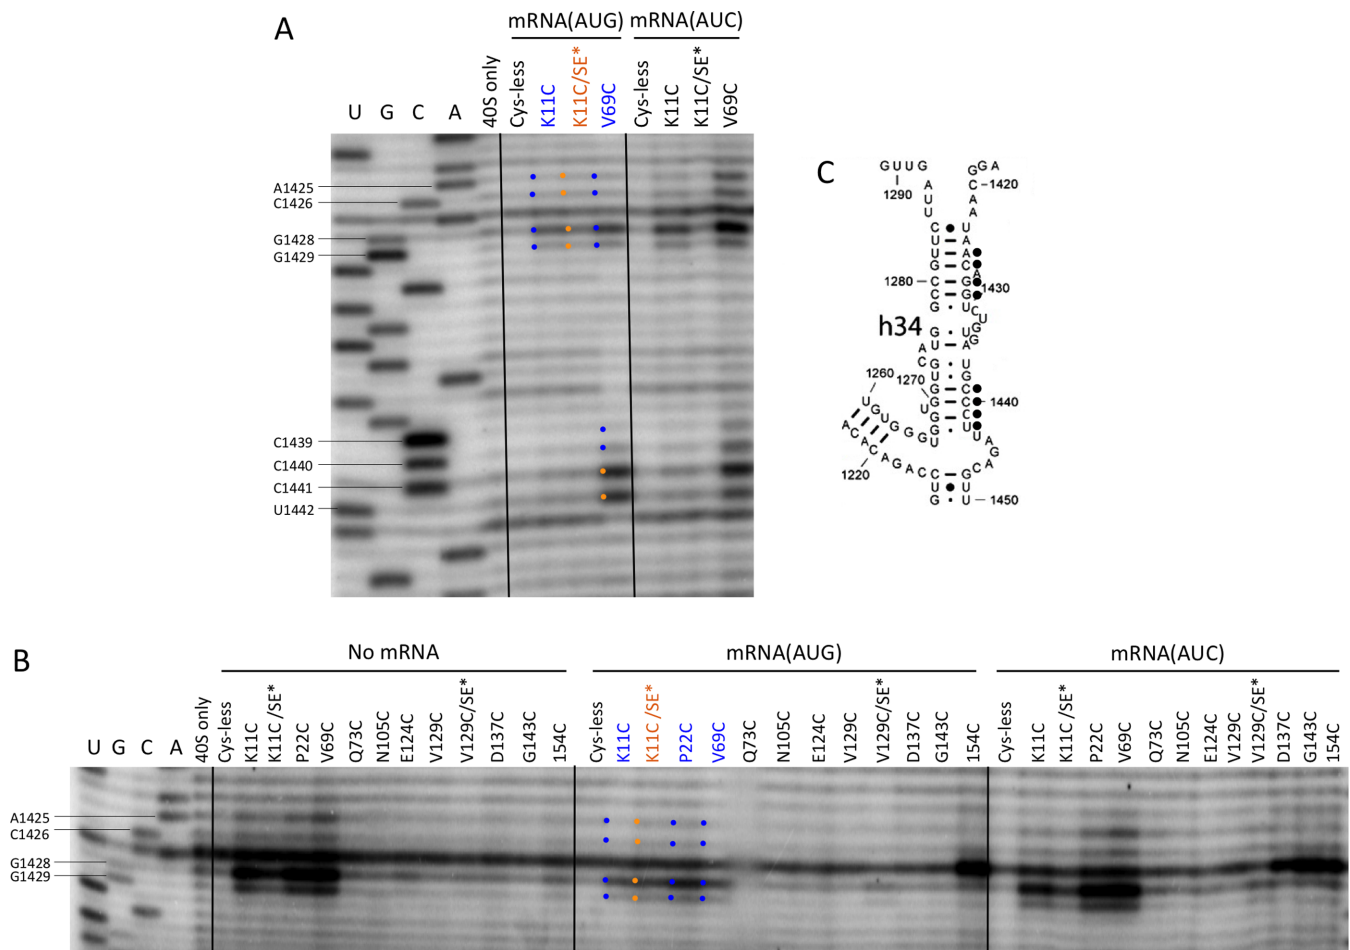 A
mRNA(AUG) mRNA(AUC)
U G C A 40S only Cys-less K11C K11C/SE* V69C Cys-less K11C K11C/SE* V69C
A1425
C1426
G1428
G1429
C1439
C1440
C1441
U1442
C
G U U G
G G A
1290
1420
1280
1430
h34
1260
1270
1440
1220
1450
B
No mRNA mRNA(AUG) mRNA(AUC)
U G C A 40S only Cys-less K11C K11C/SE* P22C V69C Q73C N105C E124C V129C V129C/SE* D137C G143C 154C Cys-less K11C K11C/SE* P22C V69C Q73C N105C E124C V129C V129C/SE* D137C G143C 154C Cys-less K11C K11C/SE* P22C V69C Q73C N105C E124C V129C V129C/SE* D137C G143C 154C
A1425
C1426
G1428
G1429